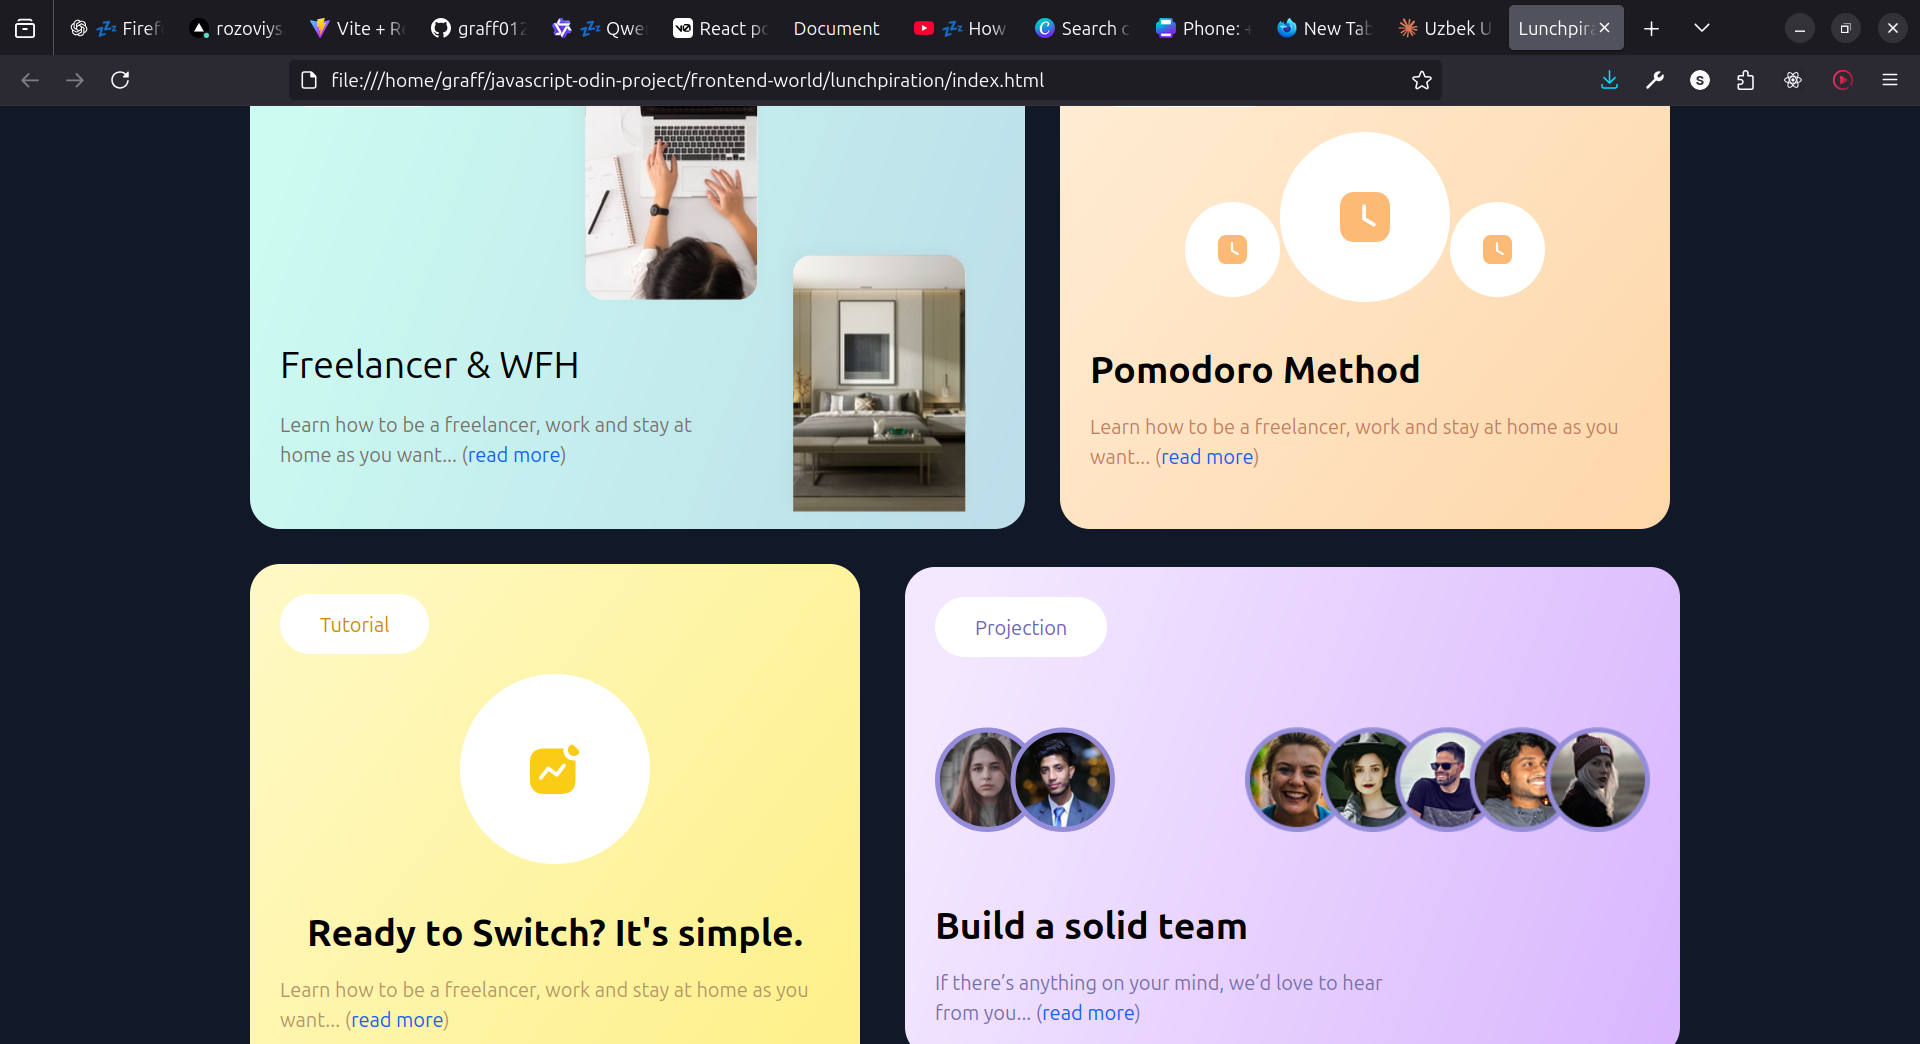 Firef
rozoviys
Vite + Re
graff012
Qwe
React po
Document
How
Search c
Phone: +
New Tab
Uzbek U
Lunchpira
file:///home/graff/javascript-odin-project/frontend-world/lunchpiration/index.html
Freelancer & WFH
Learn how to be a freelancer, work and stay at
home as you want... (read more)
Pomodoro Method
Learn how to be a freelancer, work and stay at home as you
want... (read more)
Tutorial
Ready to Switch? It's simple.
Learn how to be a freelancer, work and stay at home as you
want... (read more)
Projection
Build a solid team
If there’s anything on your mind, we’d love to hear
from you... (read more)